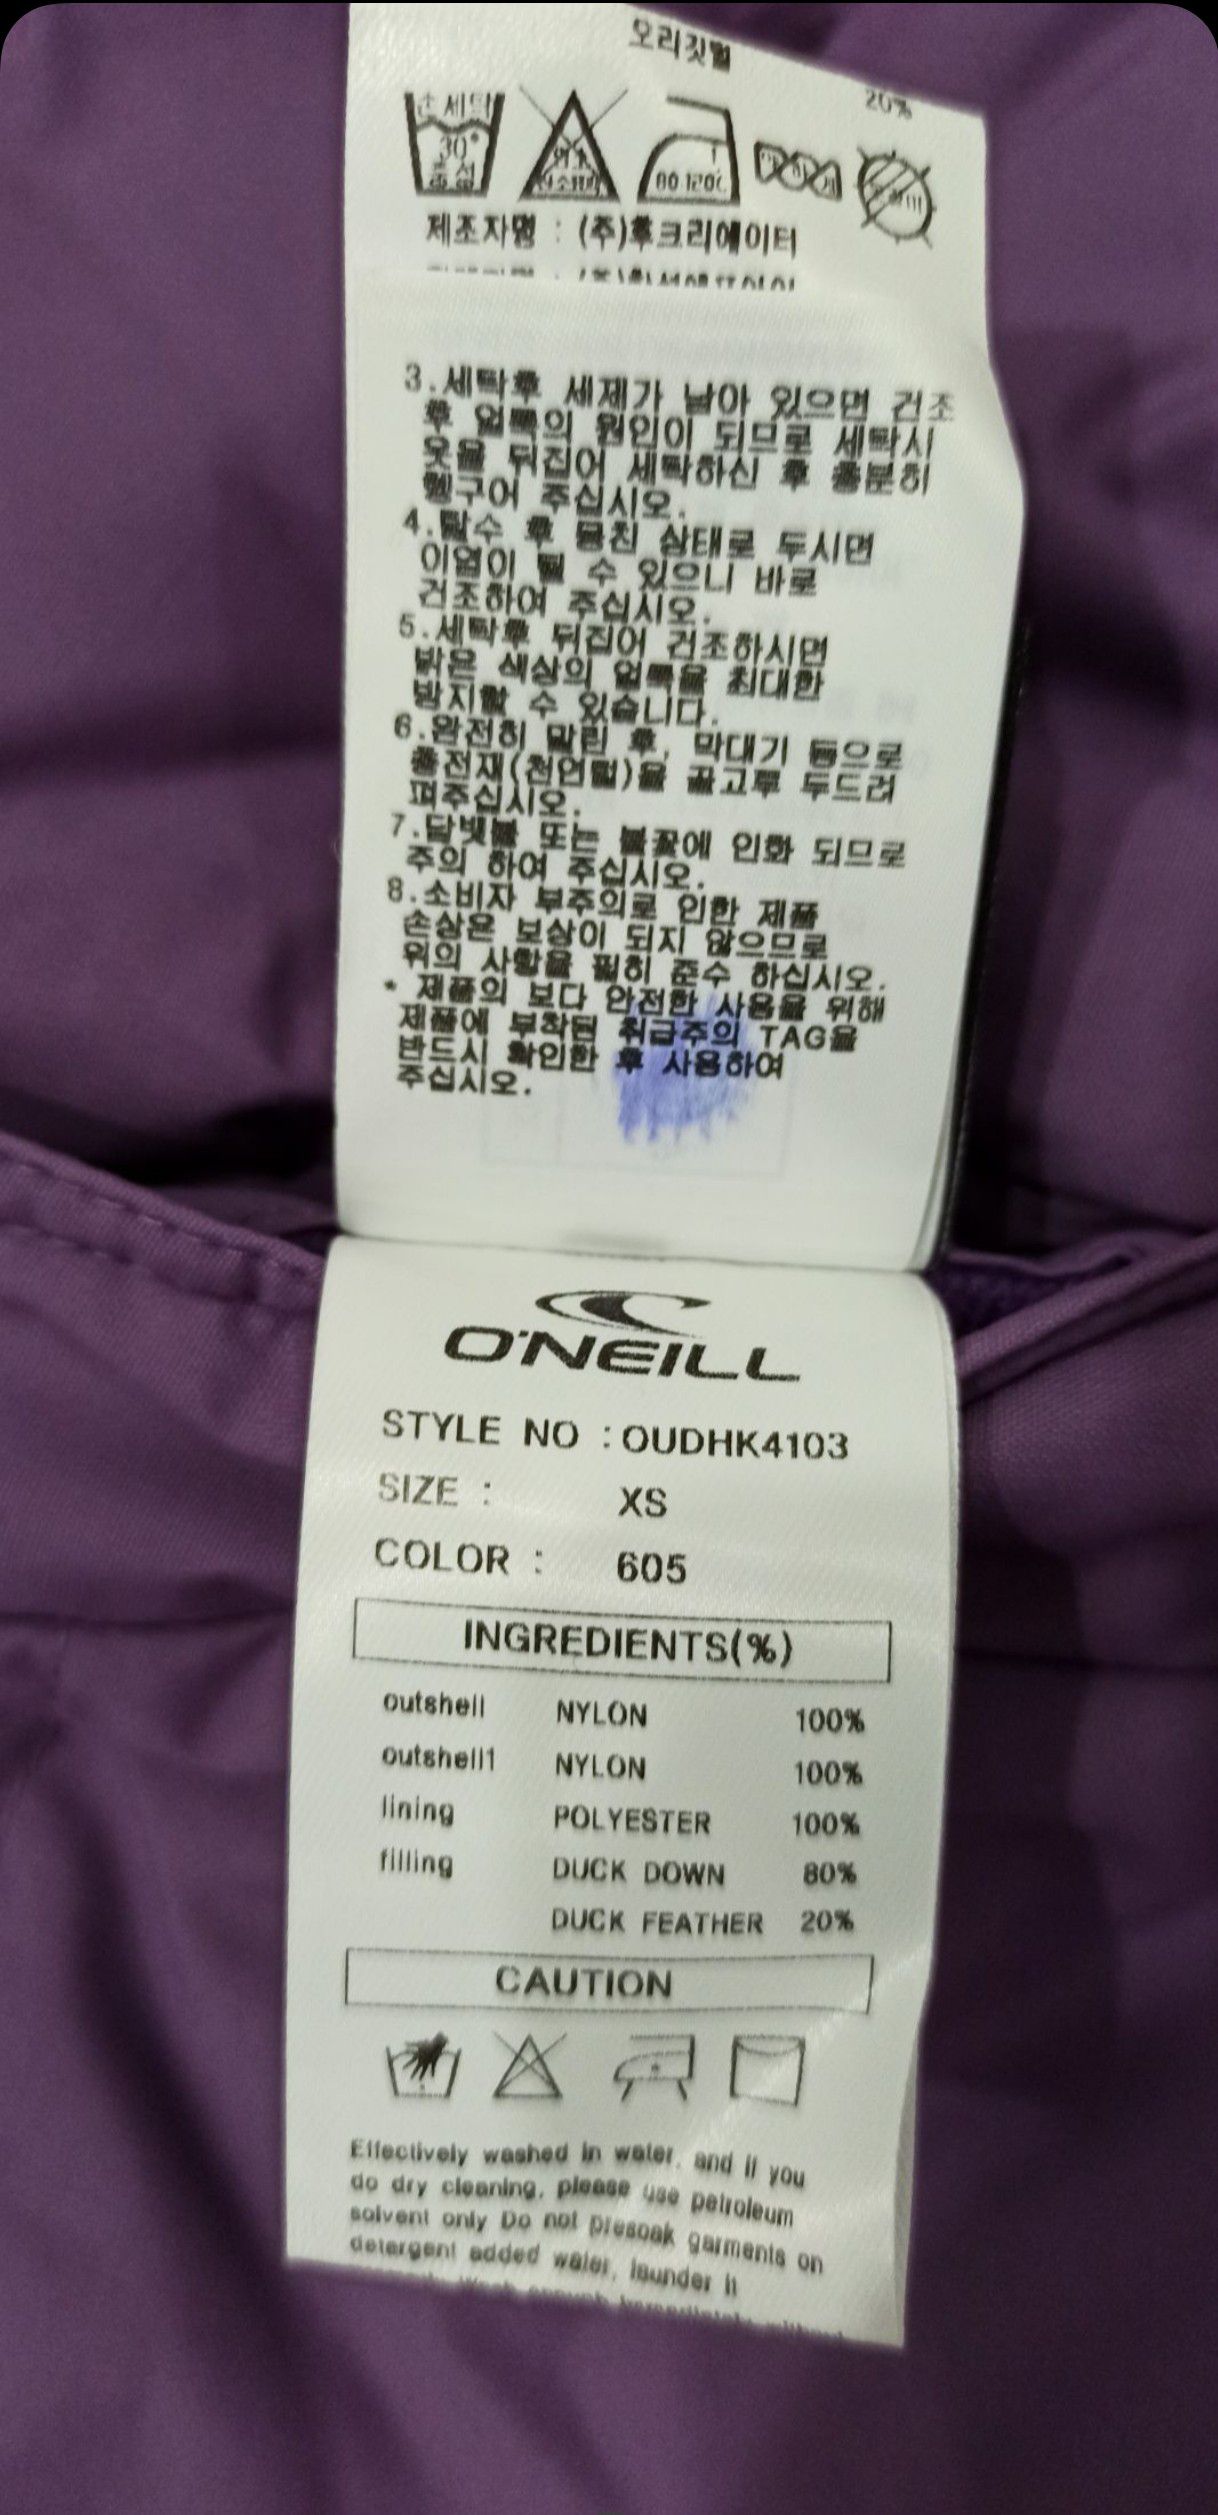 오리깃털
20%
손세탁
30°
중성
80-120℃
제조자명 : (주)후크리에이터
3.세탁후 세제가 남아 있으면 건조
후 얼룩의 원인이 되므로 세탁시
옷을 뒤집어 세탁하신 후 충분히
헹구어 주십시오.
4.탈수 후 뭉친 상태로 두시면
이염이 될 수 있으니 바로
건조하여 주십시오.
5.세탁후 뒤집어 건조하시면
밝은 색상의 얼룩을 최대한
방지할 수 있습니다.
6.완전히 말린 후, 막대기 등으로
충전재(천연털)을 골고루 두드려
펴주십시오.
7.담뱃불 또는 불꽃에 인화 되므로
주의 하여 주십시오.
8.소비자 부주의로 인한 제품
손상은 보상이 되지 않으므로
위의 사항을 필히 준수 하십시오.
* 제품의 보다 안전한 사용을 위해
제품에 부착된 취급주의 TAG을
반드시 확인한 후 사용하여
주십시오.
O'NEILL
STYLE NO : OUDHK4103
SIZE : XS
COLOR : 605
INGREDIENTS(%)
outshell NYLON 100%
outshell1 NYLON 100%
lining POLYESTER 100%
filling DUCK DOWN 80%
DUCK FEATHER 20%
CAUTION
Effectively washed in water, and if you
do dry cleaning, please use petroleum
solvent only Do not presoak garments on
detergent added water, launder it